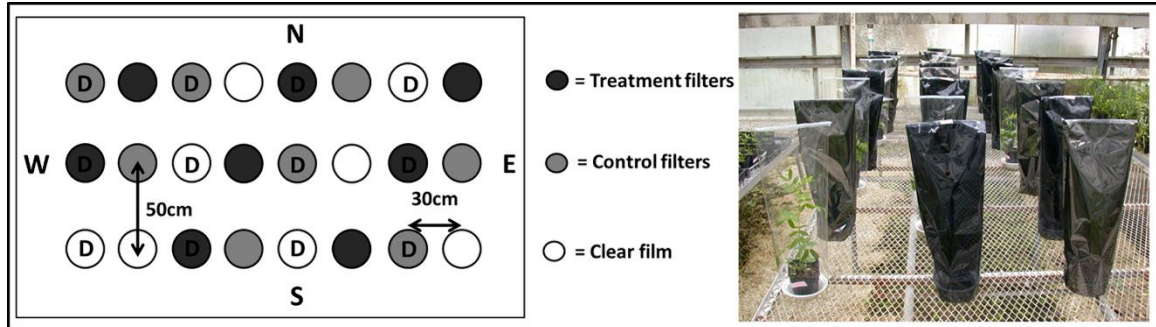 N
D D D D
= Treatment filters
W D D D D E
= Control filters
50cm
30cm
D D D D
= Clear film
S